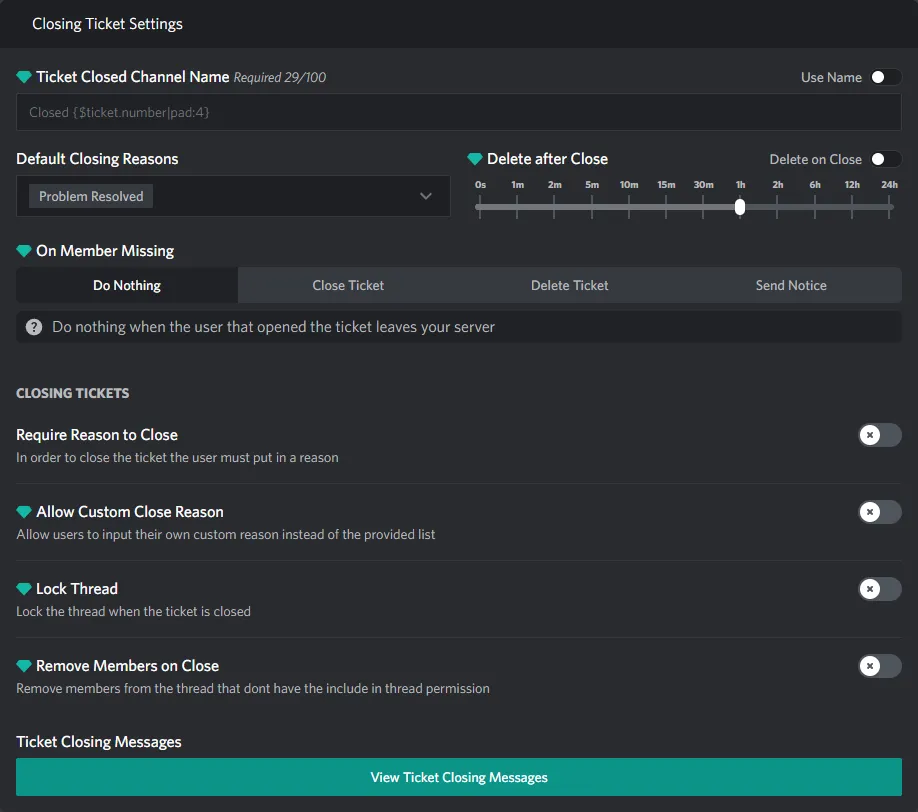 Closing Ticket Settings
Ticket Closed Channel Name Required 29/100
Use Name
Closed {$ticket.number|pad:4}
Default Closing Reasons
Problem Resolved
Delete after Close
Delete on Close
0s 1m 2m 5m 10m 15m 30m 1h 2h 6h 12h 24h
On Member Missing
Do Nothing Close Ticket Delete Ticket Send Notice
? Do nothing when the user that opened the ticket leaves your server
CLOSING TICKETS
Require Reason to Close
In order to close the ticket the user must put in a reason
Allow Custom Close Reason
Allow users to input their own custom reason instead of the provided list
Lock Thread
Lock the thread when the ticket is closed
Remove Members on Close
Remove members from the thread that dont have the include in thread permission
Ticket Closing Messages
View Ticket Closing Messages